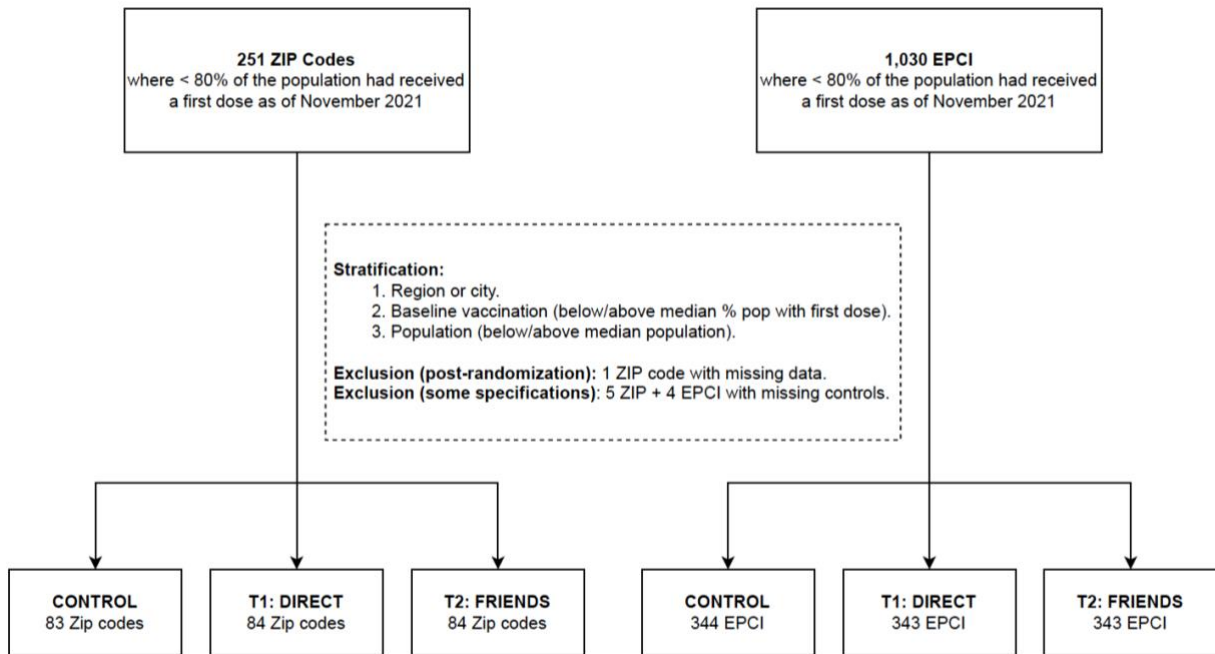 251 ZIP Codes
where < 80% of the population had received
a first dose as of November 2021
1,030 EPCI
where < 80% of the population had received
a first dose as of November 2021
Stratification:
1. Region or city.
2. Baseline vaccination (below/above median % pop with first dose).
3. Population (below/above median population).
Exclusion (post-randomization): 1 ZIP code with missing data.
Exclusion (some specifications): 5 ZIP + 4 EPCI with missing controls.
CONTROL
83 Zip codes
T1: DIRECT
84 Zip codes
T2: FRIENDS
84 Zip codes
CONTROL
344 EPCI
T1: DIRECT
343 EPCI
T2: FRIENDS
343 EPCI